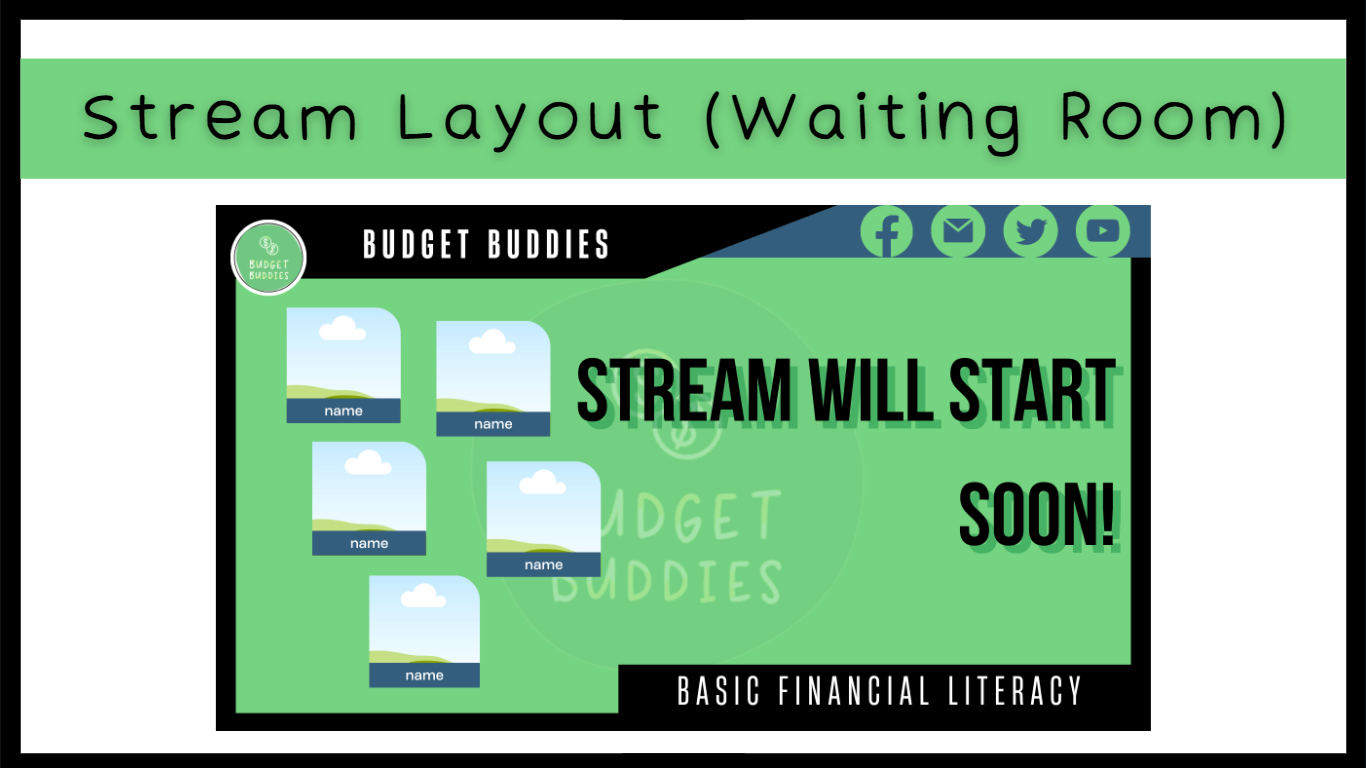 Stream Layout (Waiting Room)
BUDGET BUDDIES
BUDGET
BUDDIES
name
name
STREAM WILL START
SOON!
name
name
BUDGET
BUDDIES
name
BASIC FINANCIAL LITERACY